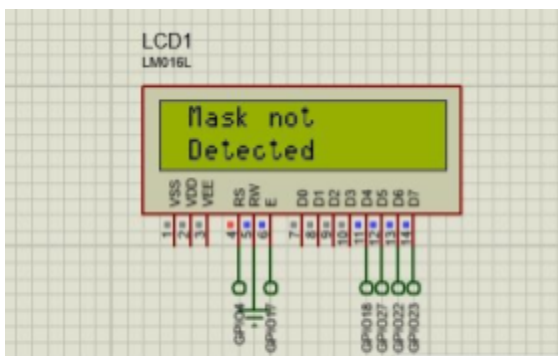 LCD1
LM016L
Mask not
Detected
VSS VDD VEE RS RW E D0 D1 D2 D3 D4 D5 D6 D7
1 2 3 4 5 6 7 8 9 10 11 12 13 14
GPIO4 GPIO17 GPIO18 GPIO27 GPIO22 GPIO23